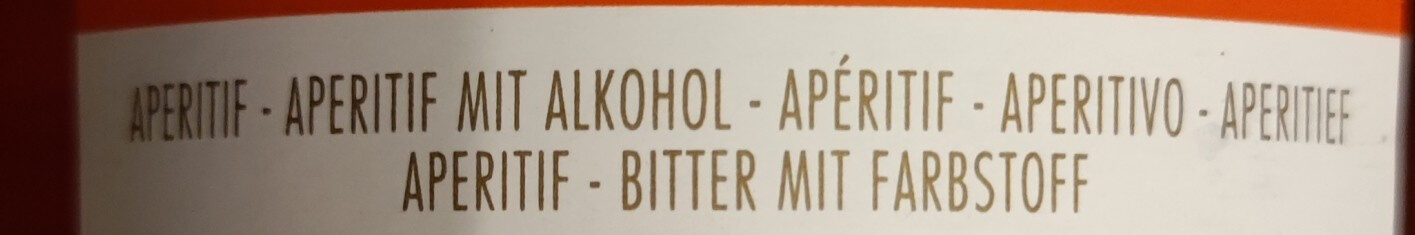 APERITIF - APERITIF MIT ALKOHOL - APÉRITIF - APERITIVO - APERITIEF
APERITIF - BITTER MIT FARBSTOFF